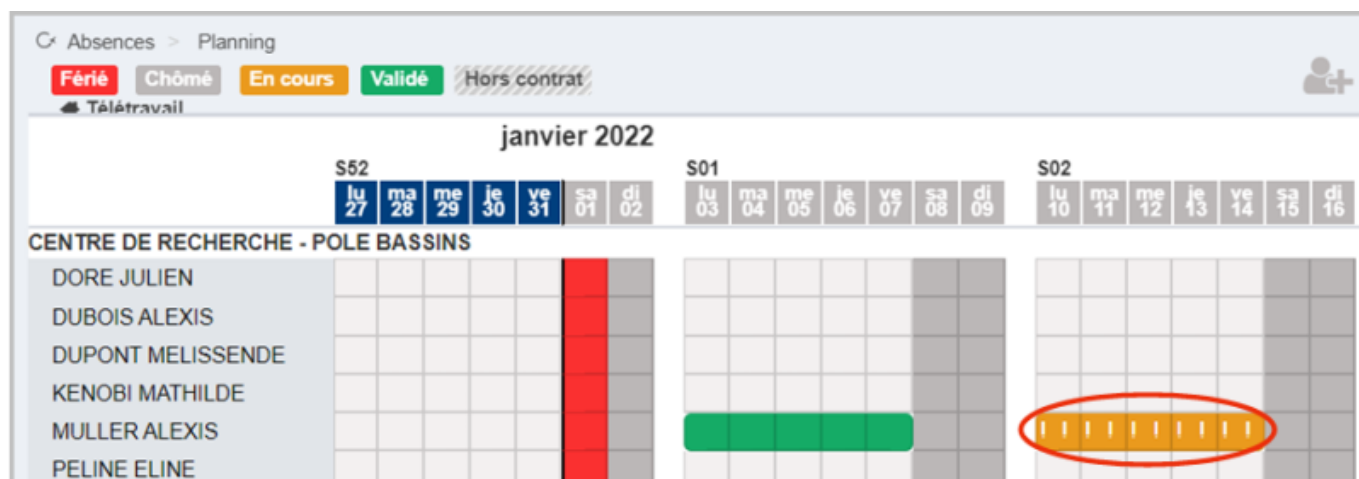 Absences > Planning
Férié Chômé En cours Validé Hors contrat
Télétravail
janvier 2022
S52 S01 S02
lu 27 ma 28 me 29 je 30 ve 31 sa 01 di 02 lu 03 ma 04 me 05 je 06 ve 07 sa 08 di 09 lu 10 ma 11 me 12 je 13 ve 14 sa 15 di 16
CENTRE DE RECHERCHE - POLE BASSINS
DORE JULIEN
DUBOIS ALEXIS
DUPONT MELISSENDE
KENOBI MATHILDE
MULLER ALEXIS
PELINE ELINE